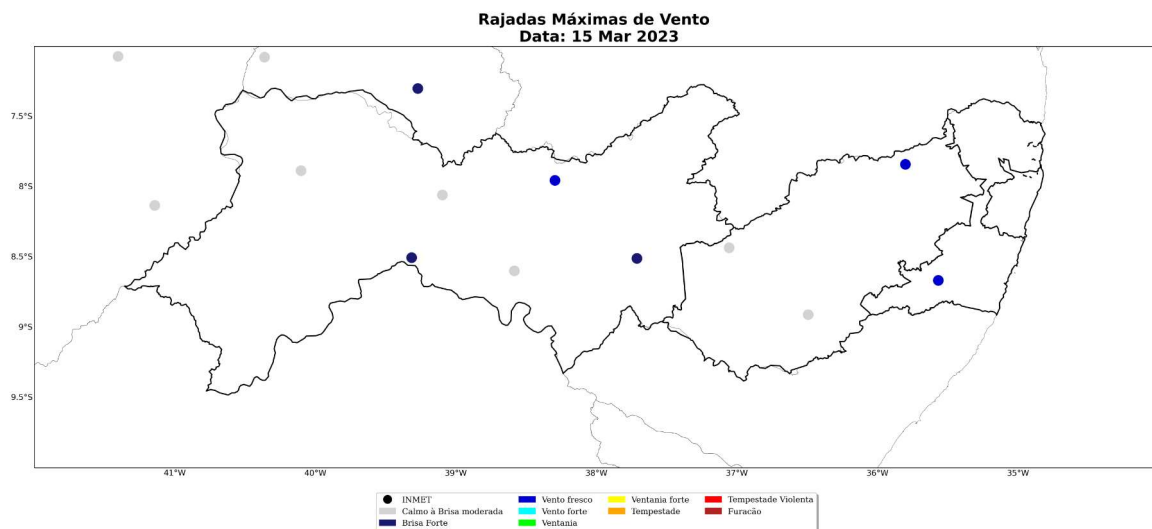 Rajadas Máximas de Vento
Data: 15 Mar 2023
7.5°S
8°S
8.5°S
9°S
9.5°S
41°W 40°W 39°W 38°W 37°W 36°W 35°W
INMET Vento fresco Ventania forte Tempestade Violenta
Calmo à Brisa moderada Vento forte Tempestade Furacão
Brisa Forte Ventania